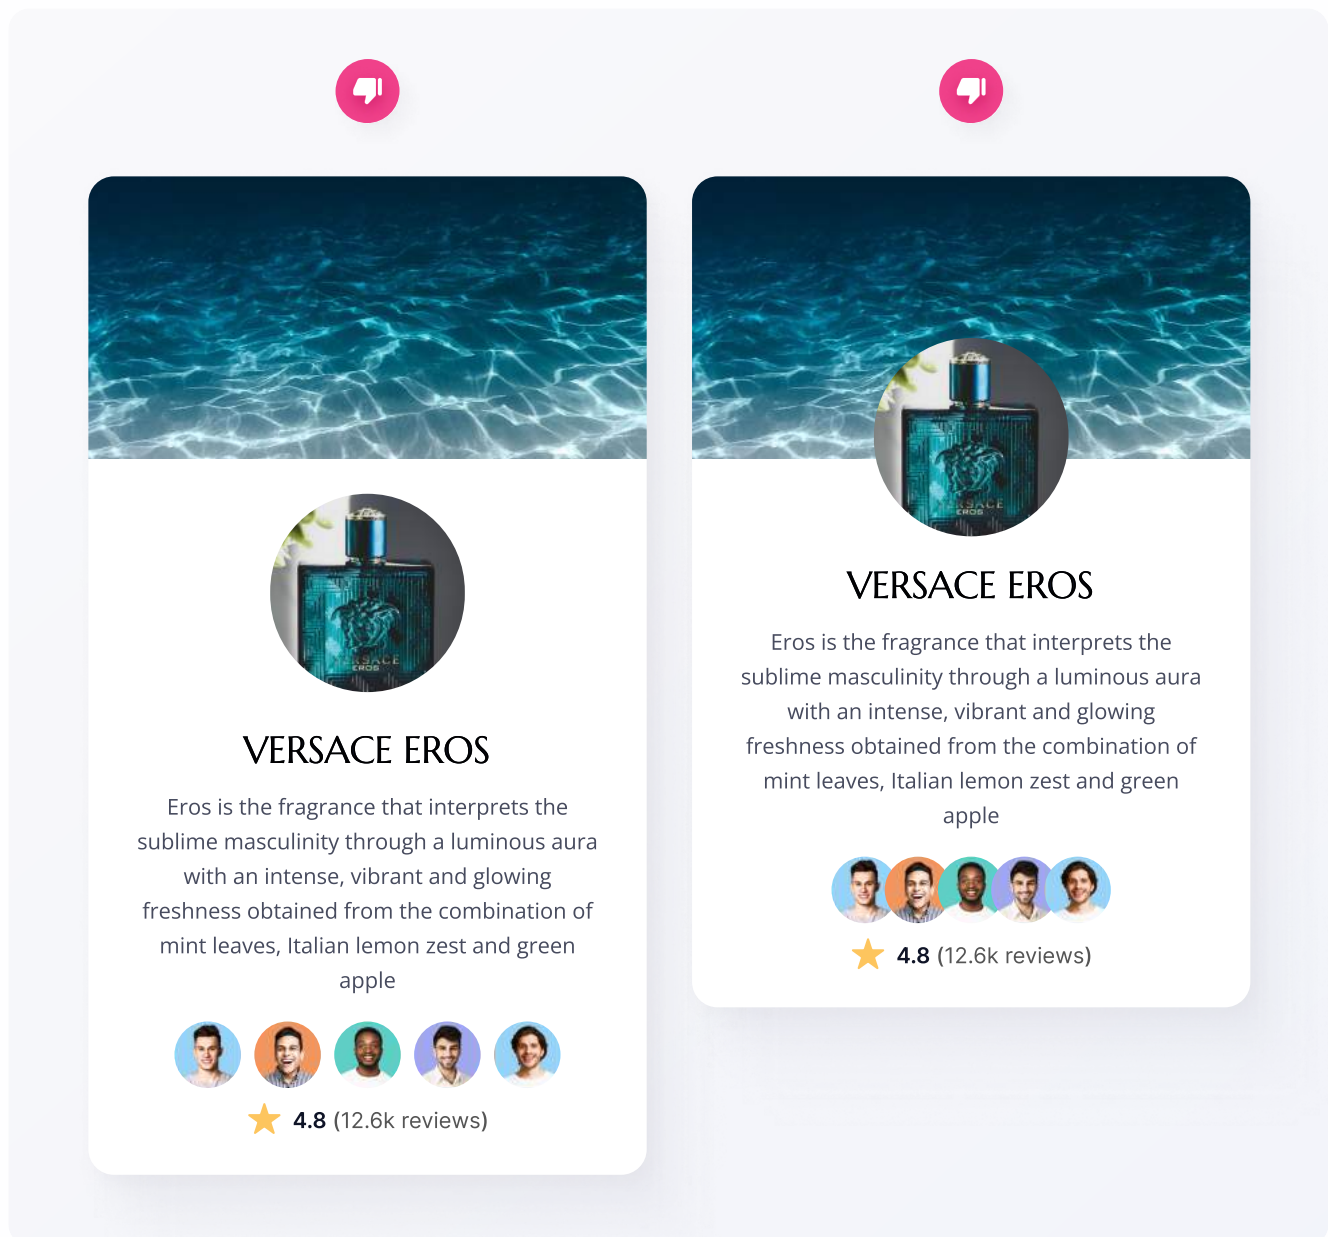 VERSACE
EROS
VERSACE EROS
Eros is the fragrance that interprets the
sublime masculinity through a luminous aura
with an intense, vibrant and glowing
freshness obtained from the combination of
mint leaves, Italian lemon zest and green
apple
4.8 (12.6k reviews)
VERSACE
EROS
VERSACE EROS
Eros is the fragrance that interprets the
sublime masculinity through a luminous aura
with an intense, vibrant and glowing
freshness obtained from the combination of
mint leaves, Italian lemon zest and green
apple
4.8 (12.6k reviews)